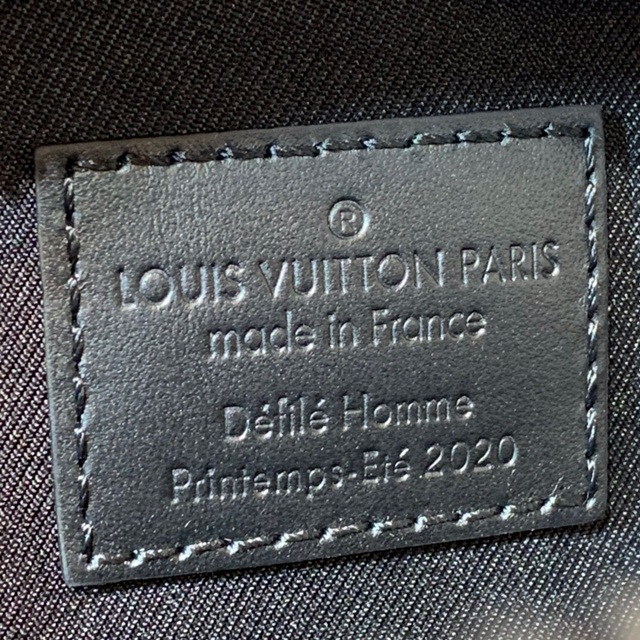 ®
LOUIS VUITTON PARIS
made in France
Défilé Homme
Printemps-Eté 2020